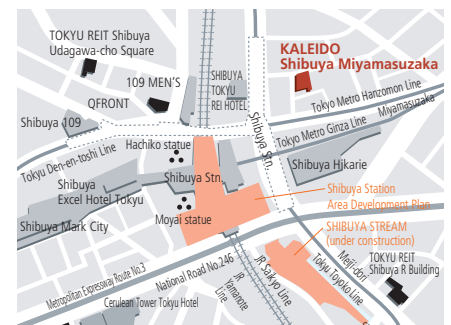 TOKYU REIT Shibuya
Udagawa-cho Square
KALEIDO
Shibuya Miyamasuzaka
109 MEN'S
SHIBUYA
TOKYU
REI HOTEL
QFRONT
Tokyo Metro Hanzomon Line
Miyamasuzaka
Shibuya 109
Tokyo Metro Ginza Line
Shibuya Stn.
Hachiko statue
Tokyu Den-en-toshi Line
Shibuya Hikarie
Shibuya Stn.
Shibuya
Excel Hotel Tokyu
Shibuya Station
Area Development Plan
Moyai statue
Shibuya Mark City
SHIBUYA STREAM
(under construction)
Meiji-dori
TOKYU REIT
Shibuya R Building
Tokyu Toyoko Line
JR Saikyo Line
JR
Yamanote
Line
National Road No.246
Metropolitan Expressway Route No.3
Cerulean Tower Tokyu Hotel